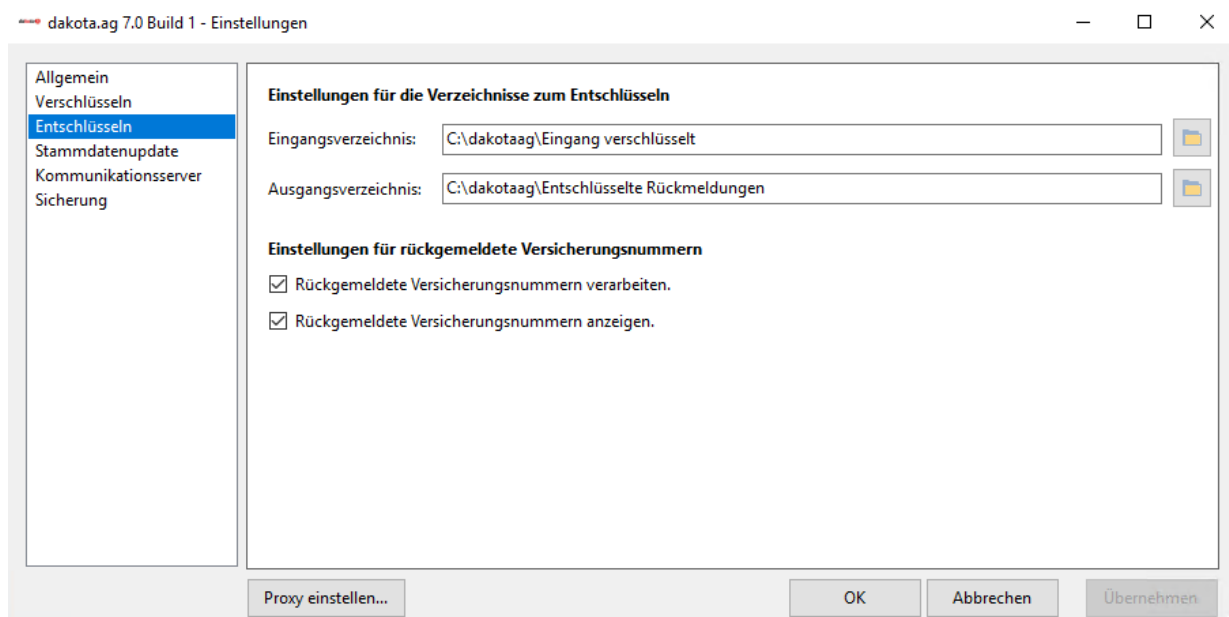 dakota.ag 7.0 Build 1 - Einstellungen
Allgemein
Verschlüsseln
Entschlüsseln
Stammdatenupdate
Kommunikationsserver
Sicherung
Einstellungen für die Verzeichnisse zum Entschlüsseln
Eingangsverzeichnis: C:\dakotaag\Eingang verschlüsselt
Ausgangsverzeichnis: C:\dakotaag\Entschlüsselte Rückmeldungen
Einstellungen für rückgemeldete Versicherungsnummern
Rückgemeldete Versicherungsnummern verarbeiten.
Rückgemeldete Versicherungsnummern anzeigen.
Proxy einstellen... OK Abbrechen Übernehmen